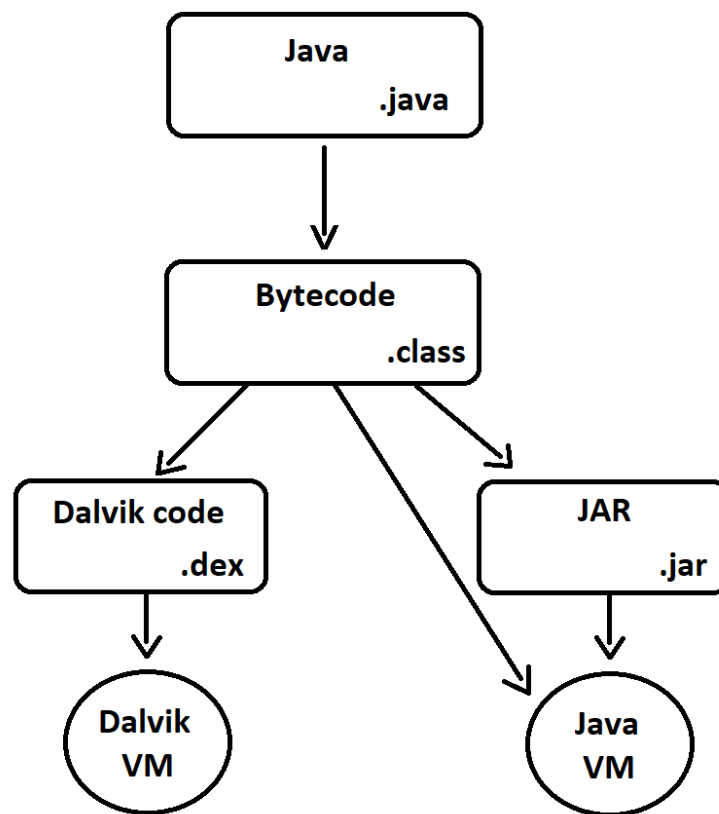 Java
.java
Bytecode
.class
Dalvik code
.dex
JAR
.jar
Dalvik
VM
Java
VM